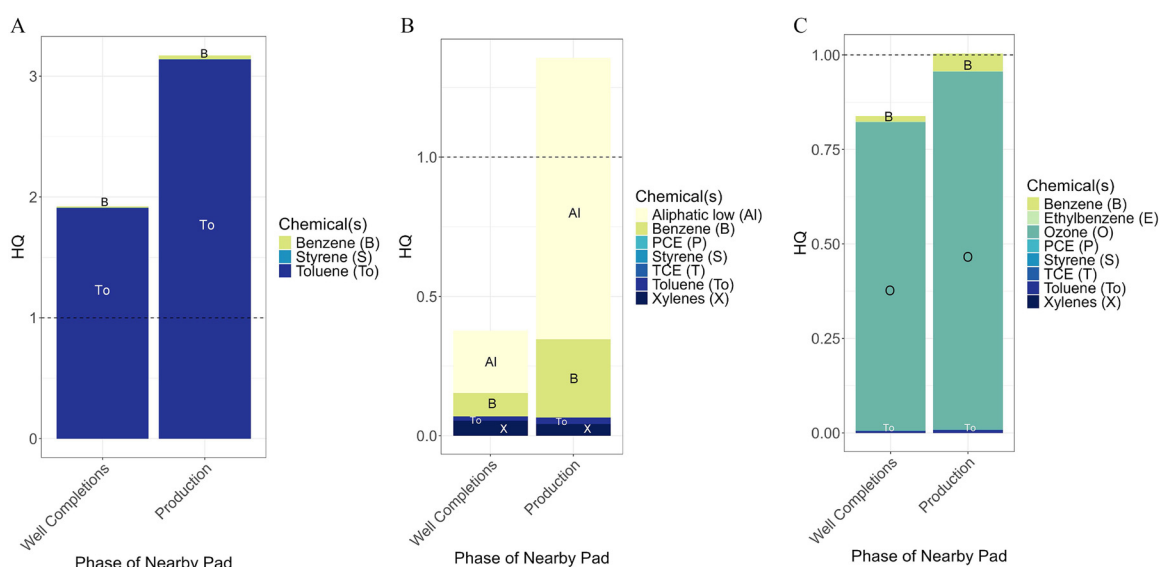 A
HQ
3
2
1
0
B
B
To
To
Well Completions
Production
Phase of Nearby Pad
Chemical(s)
Benzene (B)
Styrene (S)
Toluene (To)
B
HQ
1.0
0.5
0.0
Al
Al
B
B
To
To
X
X
Well Completions
Production
Phase of Nearby Pad
Chemical(s)
Aliphatic low (Al)
Benzene (B)
PCE (P)
Styrene (S)
TCE (T)
Toluene (To)
Xylenes (X)
C
HQ
1.00
0.75
0.50
0.25
0.00
B
B
O
O
To
To
Well Completions
Production
Phase of Nearby Pad
Chemical(s)
Benzene (B)
Ethylbenzene (E)
Ozone (O)
PCE (P)
Styrene (S)
TCE (T)
Toluene (To)
Xylenes (X)